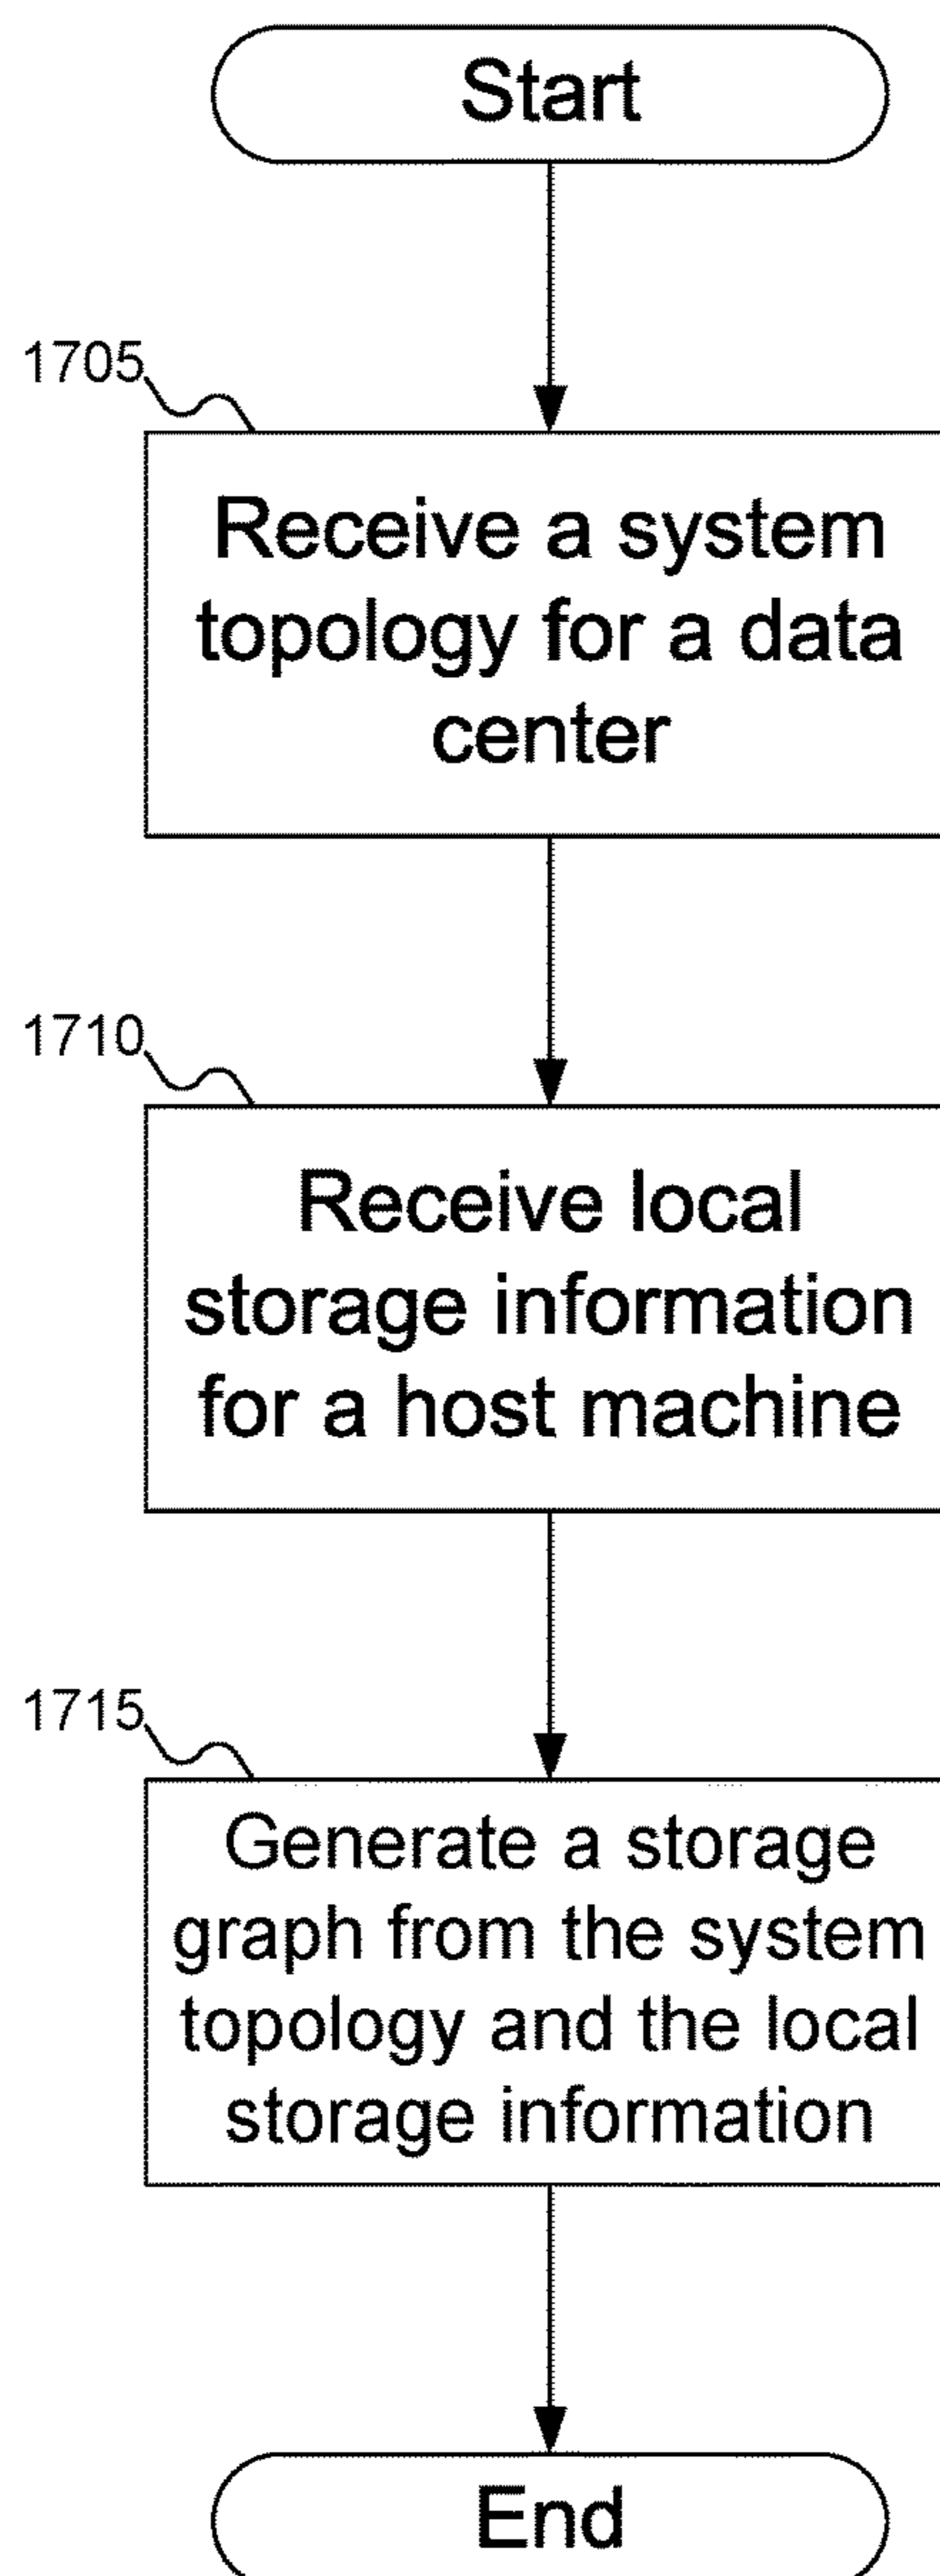 Start
1705
Receive a system
topology for a data
center
1710
Receive local
storage information
for a host machine
1715
Generate a storage
graph from the system
topology and the local
storage information
End